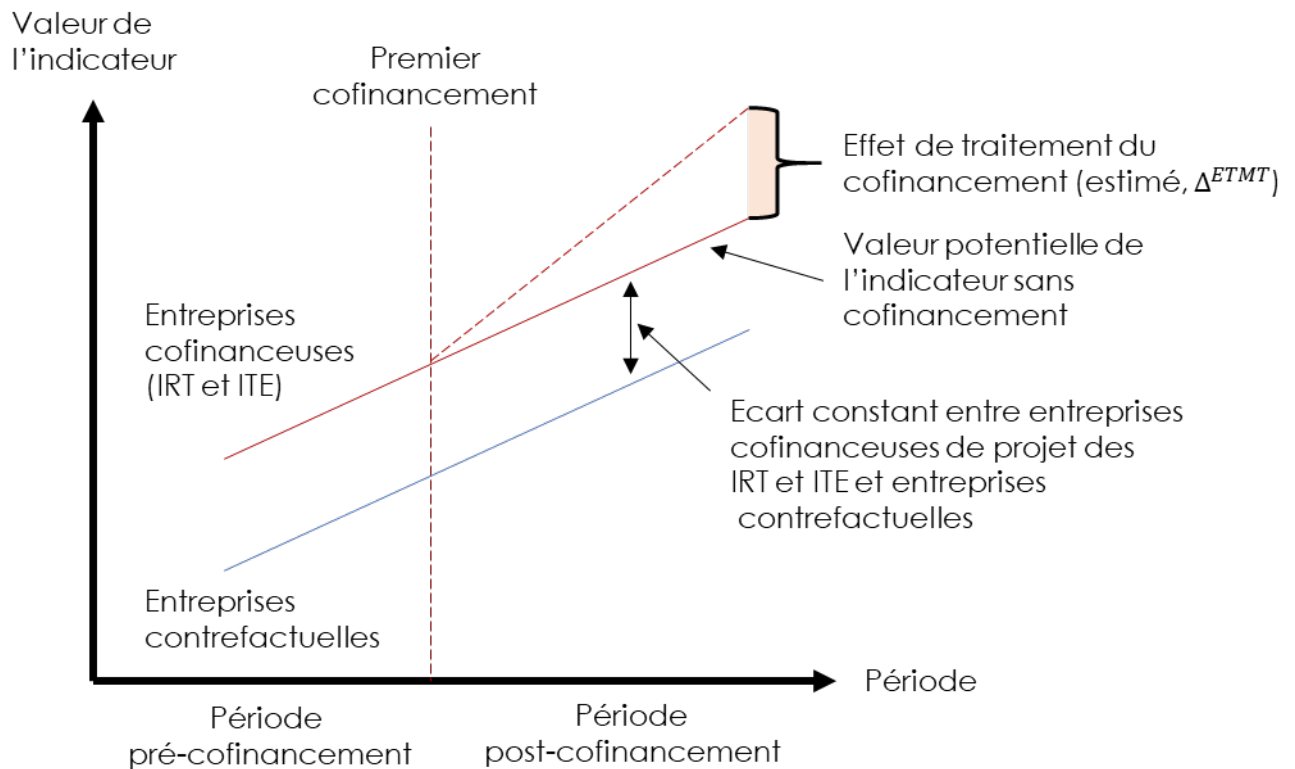 Valeur de
l'indicateur
Premier
cofinancement
Effet de traitement du
cofinancement (estimé, Δ^ETMT)
Valeur potentielle de
l'indicateur sans
cofinancement
Entreprises
cofinanceuses
(IRT et ITE)
Ecart constant entre entreprises
cofinanceuses de projet des
IRT et ITE et entreprises
contrefactuelles
Entreprises
contrefactuelles
Période
Période
pré-cofinancement
Période
post-cofinancement